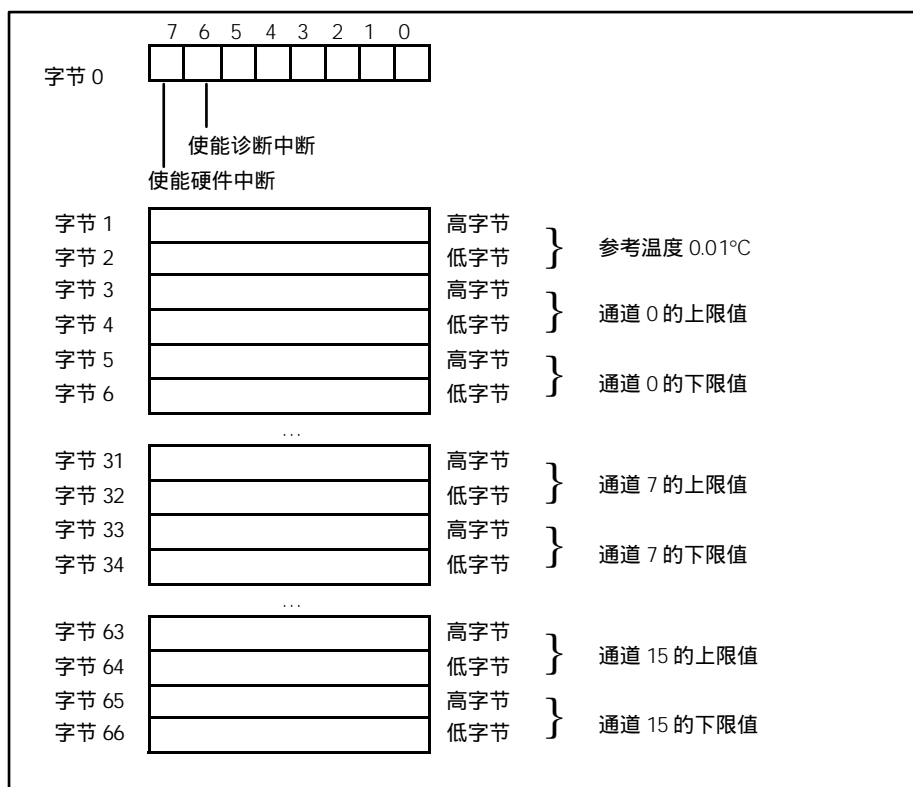 7 6 5 4 3 2 1 0
字节 0
使能诊断中断
使能硬件中断
字节 1 高字节
参考温度 0.01°C
字节 2 低字节
字节 3 高字节
通道 0 的上限值
字节 4 低字节
字节 5 高字节
通道 0 的下限值
字节 6 低字节
...
字节 31 高字节
通道 7 的上限值
字节 32 低字节
字节 33 高字节
通道 7 的下限值
字节 34 低字节
...
字节 63 高字节
通道 15 的上限值
字节 64 低字节
字节 65 高字节
通道 15 的下限值
字节 66 低字节